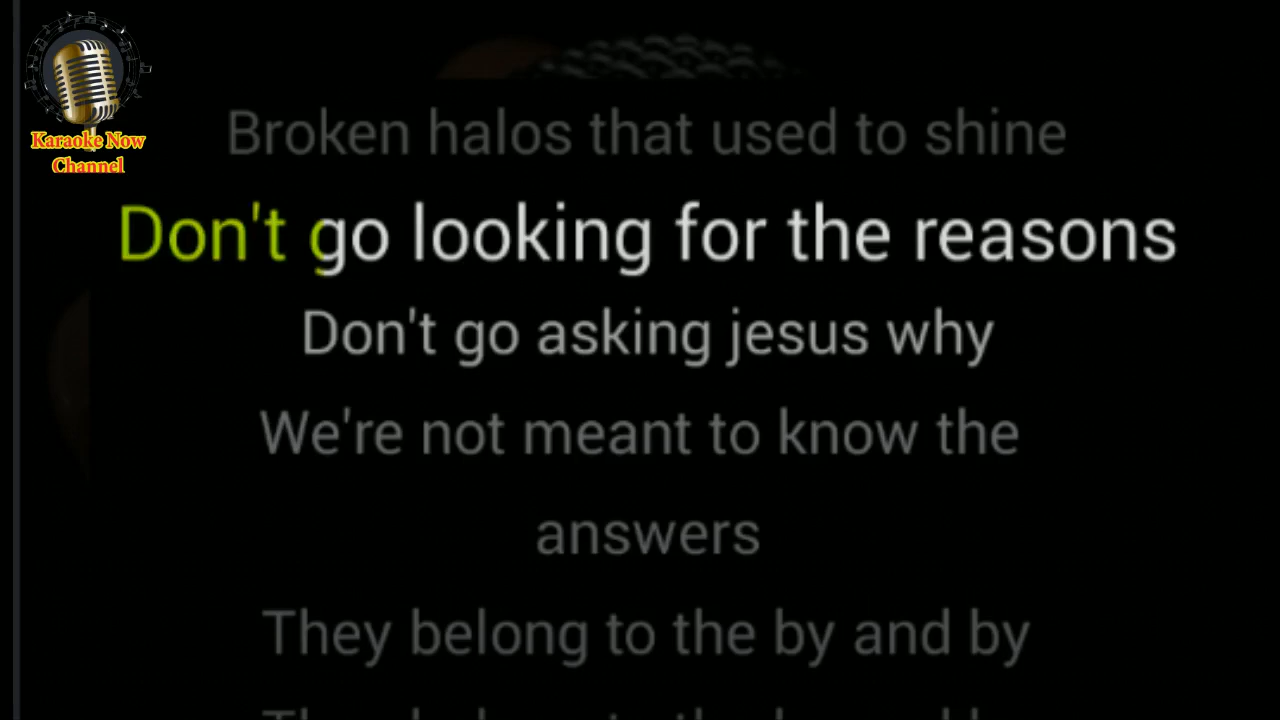 Karaoke Now
Channel
Broken halos that used to shine
Don't go looking for the reasons
Don't go asking jesus why
We're not meant to know the
answers
They belong to the by and by